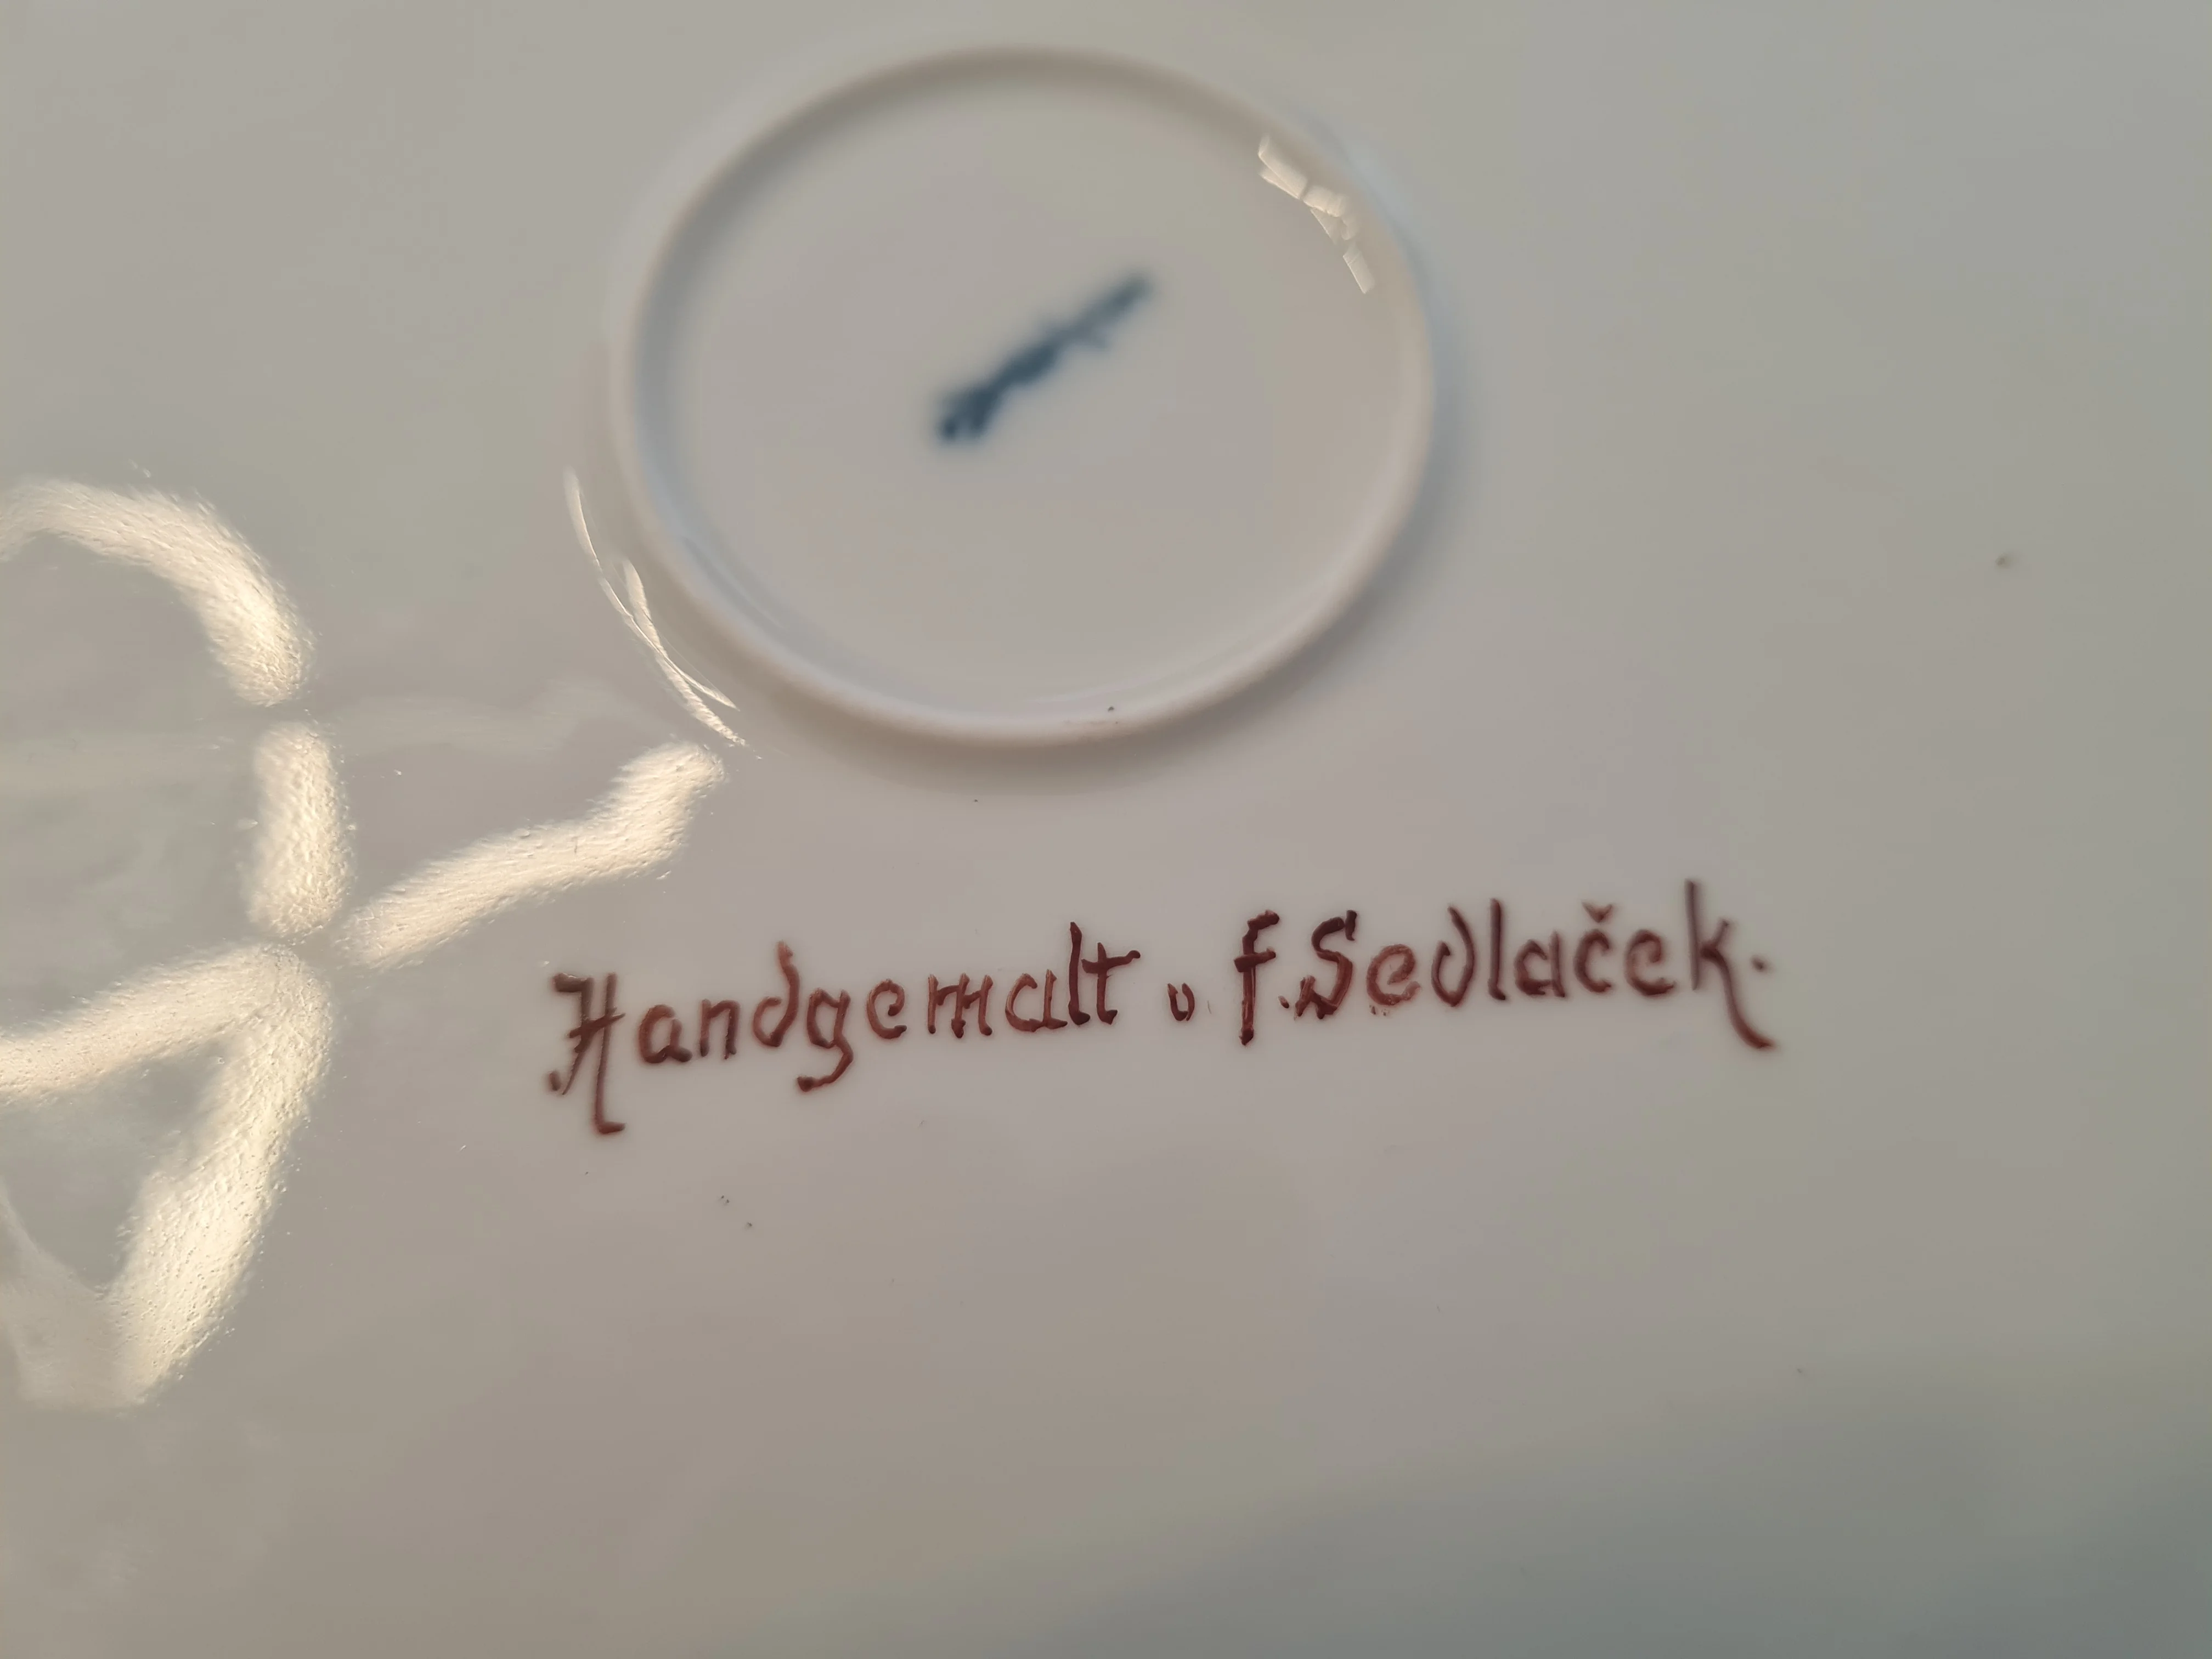 Handgemalt v. F. Sedlaček.